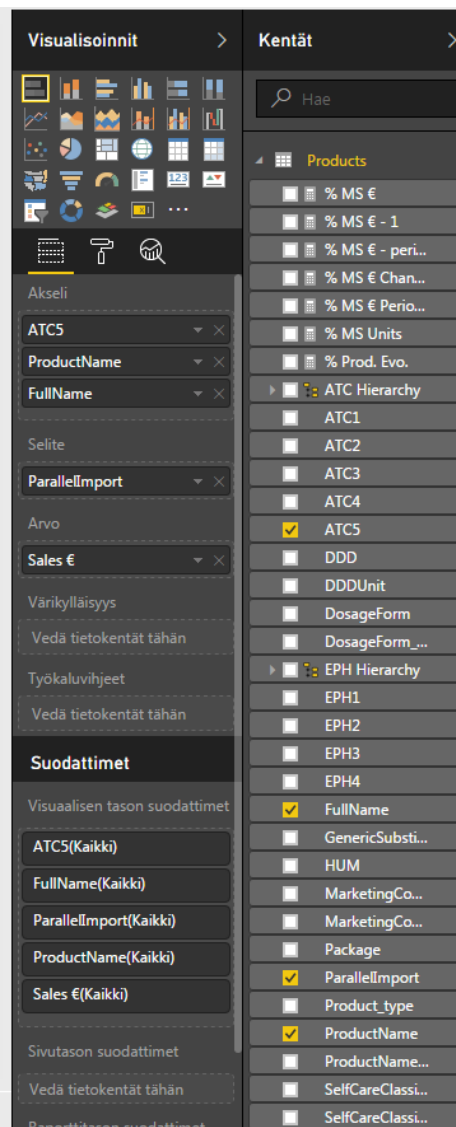 Visualisoinnit
123
Akseli
ATC5
ProductName
FullName
Selite
ParallelImport
Arvo
Sales €
Värikylläisyys
Vedä tietokentät tähän
Työkaluvihjeet
Vedä tietokentät tähän
Suodattimet
Visuaalisen tason suodattimet
ATC5(Kaikki)
FullName(Kaikki)
ParallelImport(Kaikki)
ProductName(Kaikki)
Sales €(Kaikki)
Sivutason suodattimet
Vedä tietokentät tähän
Raporttitason suodattimet
Kentät
Hae
Products
% MS €
% MS € - 1
% MS € - peri...
% MS € Chan...
% MS € Perio...
% MS Units
% Prod. Evo.
ATC Hierarchy
ATC1
ATC2
ATC3
ATC4
ATC5
DDD
DDDUnit
DosageForm
DosageForm_...
EPH Hierarchy
EPH1
EPH2
EPH3
EPH4
FullName
GenericSubsti...
HUM
MarketingCo...
MarketingCo...
Package
ParallelImport
Product_type
ProductName
ProductName...
SelfCareClassi...
SelfCareClassi...